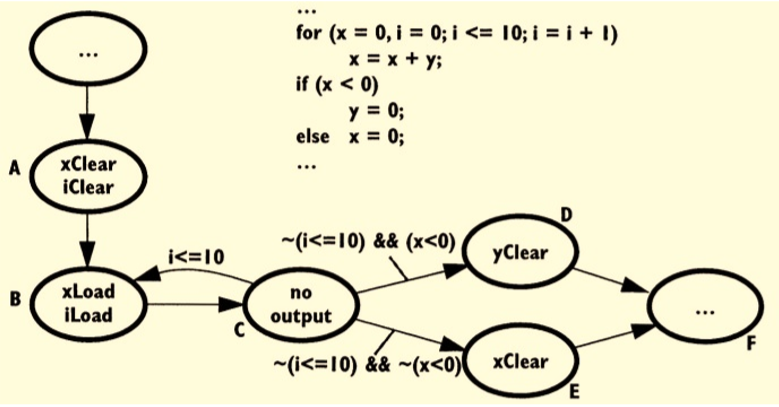 ...
for (x = 0, i = 0; i <= 10; i = i + 1)
x = x + y;
if (x < 0)
y = 0;
else x = 0;
...
...
A
xClear
iClear
B
xLoad
iLoad
i<=10
C
no
output
~(i<=10) && (x<0)
~(i<=10) && ~(x<0)
D
yClear
xClear
E
...
F